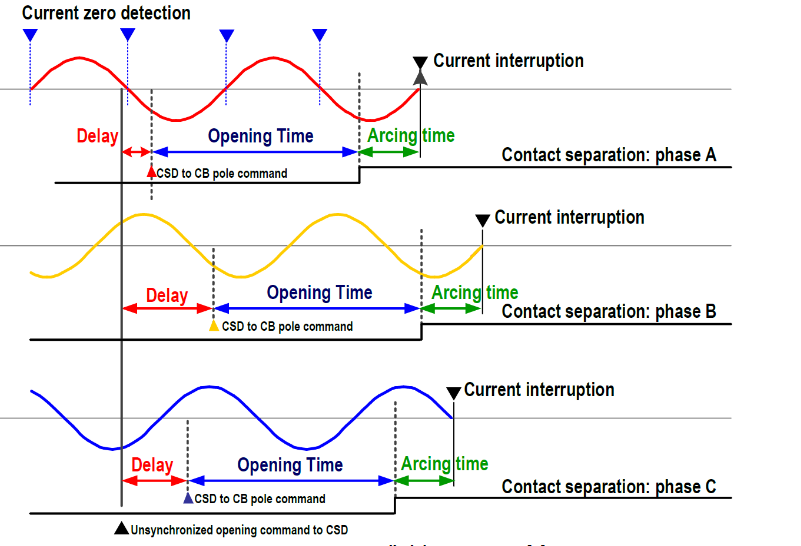 Current zero detection
Current interruption
Delay
Opening Time
Arcing time
CSD to CB pole command
Contact separation: phase A
Current interruption
Delay
Opening Time
Arcing time
CSD to CB pole command
Contact separation: phase B
Current interruption
Delay
Opening Time
Arcing time
CSD to CB pole command
Contact separation: phase C
Unsynchronized opening command to CSD